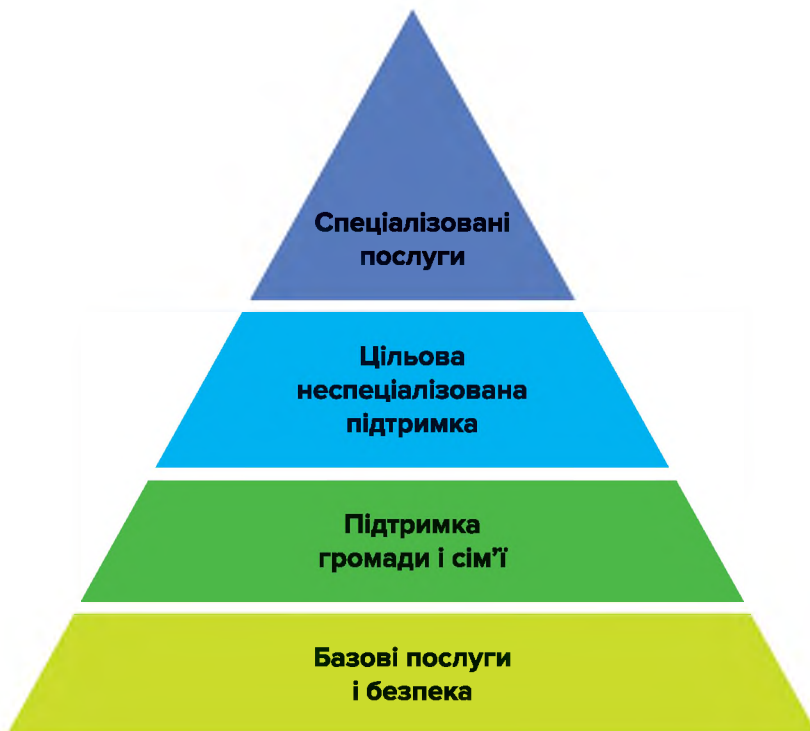 Спеціалізовані
послуги
Цільова
неспеціалізована
підтримка
Підтримка
громади і сім’ї
Базові послуги
і безпека